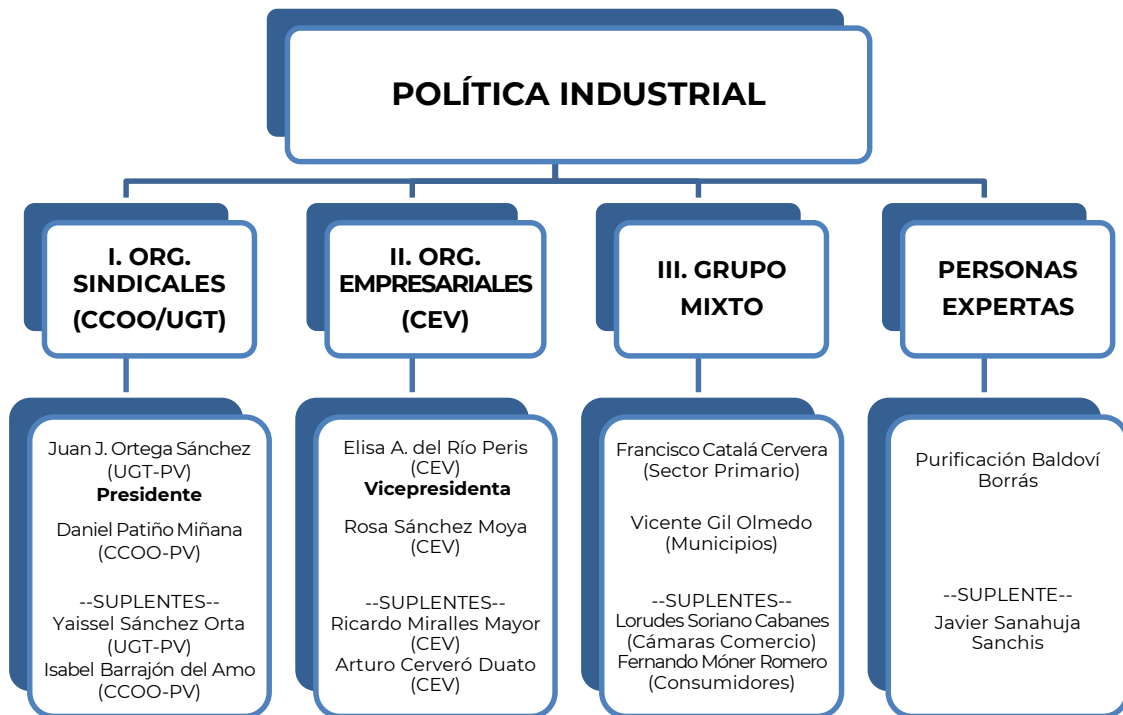 POLÍTICA INDUSTRIAL
I. ORG.
SINDICALES
(CCOO/UGT)
II. ORG.
EMPRESARIALES
(CEV)
III. GRUPO
MIXTO
PERSONAS
EXPERTAS
Juan J. Ortega Sánchez
(UGT-PV)
Presidente
Daniel Patiño Miñana
(CCOO-PV)
--SUPLENTES--
Yaissel Sánchez Orta
(UGT-PV)
Isabel Barrajón del Amo
(CCOO-PV)
Elisa A. del Río Peris
(CEV)
Vicepresidenta
Rosa Sánchez Moya
(CEV)
--SUPLENTES--
Ricardo Miralles Mayor
(CEV)
Arturo Cerveró Duato
(CEV)
Francisco Catalá Cervera
(Sector Primario)
Vicente Gil Olmedo
(Municipios)
--SUPLENTES--
Lorudes Soriano Cabanes
(Cámaras Comercio)
Fernando Móner Romero
(Consumidores)
Purificación Baldoví
Borrás
--SUPLENTE--
Javier Sanahuja
Sanchis